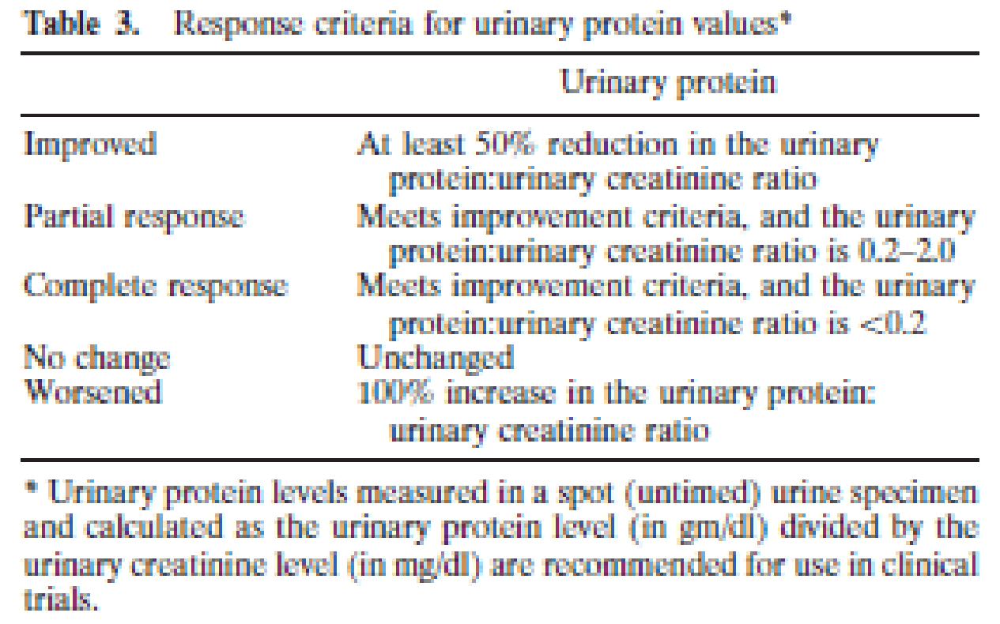 Table 3. Response criteria for urinary protein values*
Urinary protein
Improved At least 50% reduction in the urinary
protein:urinary creatinine ratio
Partial response Meets improvement criteria, and the urinary
protein:urinary creatinine ratio is 0.2–2.0
Complete response Meets improvement criteria, and the urinary
protein:urinary creatinine ratio is <0.2
No change Unchanged
Worsened 100% increase in the urinary protein:
urinary creatinine ratio
* Urinary protein levels measured in a spot (untimed) urine specimen
and calculated as the urinary protein level (in gm/dl) divided by the
urinary creatinine level (in mg/dl) are recommended for use in clinical
trials.